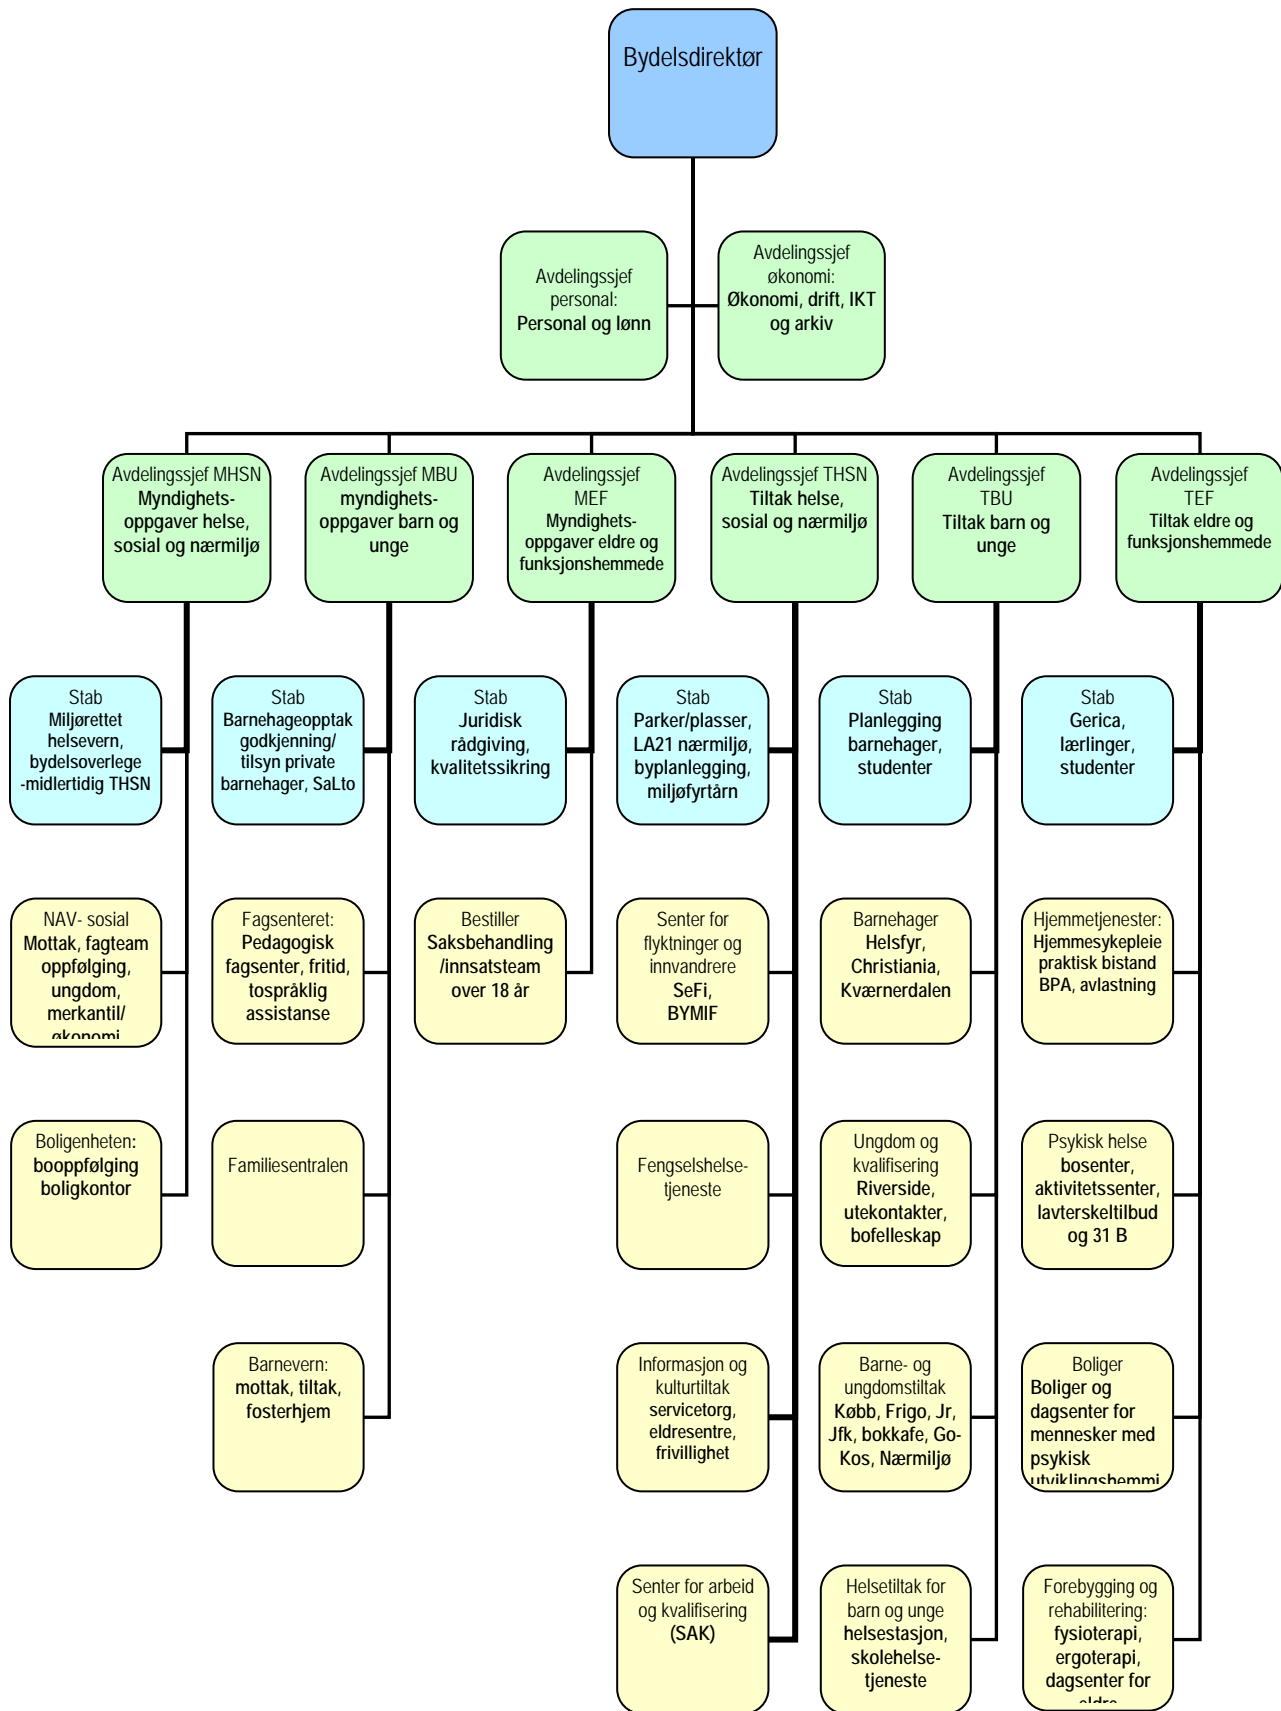 Bydelsdirektør
Avdelingssjef
personal:
Personal og lønn
Avdelingssjef
økonomi:
Økonomi, drift, IKT
og arkiv
Avdelingssjef MHSN
Myndighets-
oppgaver helse,
sosial og nærmiljø
Avdelingssjef MBU
myndighets-
oppgaver barn og
unge
Avdelingssjef
MEF
Myndighets-
oppgaver eldre og
funksjonshemmede
Avdelingssjef THSN
Tiltak helse,
sosial og nærmiljø
Avdelingssjef
TBU
Tiltak barn og
unge
Avdelingssjef
TEF
Tiltak eldre og
funksjonshemmede
Stab
Miljørettet
helsevern,
bydelsoverlege
-midlertidig THSN
Stab
Barnehageopptak
godkjenning/
tilsyn private
barnehager, SaLto
Stab
Juridisk
rådgiving,
kvalitetssikring
Stab
Parker/plasser,
LA21 nærmiljø,
byplanlegging,
miljøfyrtårn
Stab
Planlegging
barnehager,
studenter
Stab
Gerica,
lærlinger,
studenter
NAV- sosial
Mottak, fagteam
oppfølging,
ungdom,
merkantil/
økonomi
Fagsenteret:
Pedagogisk
fagsenter, fritid,
tospråklig
assistanse
Bestiller
Saksbehandling
/innsatsteam
over 18 år
Senter for
flyktninger og
innvandrere
SeFi,
BYMIF
Barnehager
Helsfyr,
Christiania,
Kværnerdalen
Hjemmetjenester:
Hjemmesykepleie
praktisk bistand
BPA, avlastning
Boligenheten:
booppfølging
boligkontor
Familiesentralen
Fengselshelse-
tjeneste
Ungdom og
kvalifisering
Riverside,
utekontakter,
bofelleskap
Psykisk helse
bosenter,
aktivitetssenter,
lavterskeltilbud
og 31 B
Barnevern:
mottak, tiltak,
fosterhjem
Informasjon og
kulturtiltak
servicetorg,
eldresentre,
frivillighet
Barne- og
ungdomstiltak
Købb, Frigo, Jr,
Jfk, bokkafe, Go-
Kos, Nærmiljø
Boliger
Boliger og
dagsenter for
mennesker med
psykisk
utviklingshemmi
Senter for arbeid
og kvalifisering
(SAK)
Helsetiltak for
barn og unge
helsestasjon,
skolehelse-
tjeneste
Forebygging og
rehabilitering:
fysioterapi,
ergoterapi,
dagsenter for
eldre